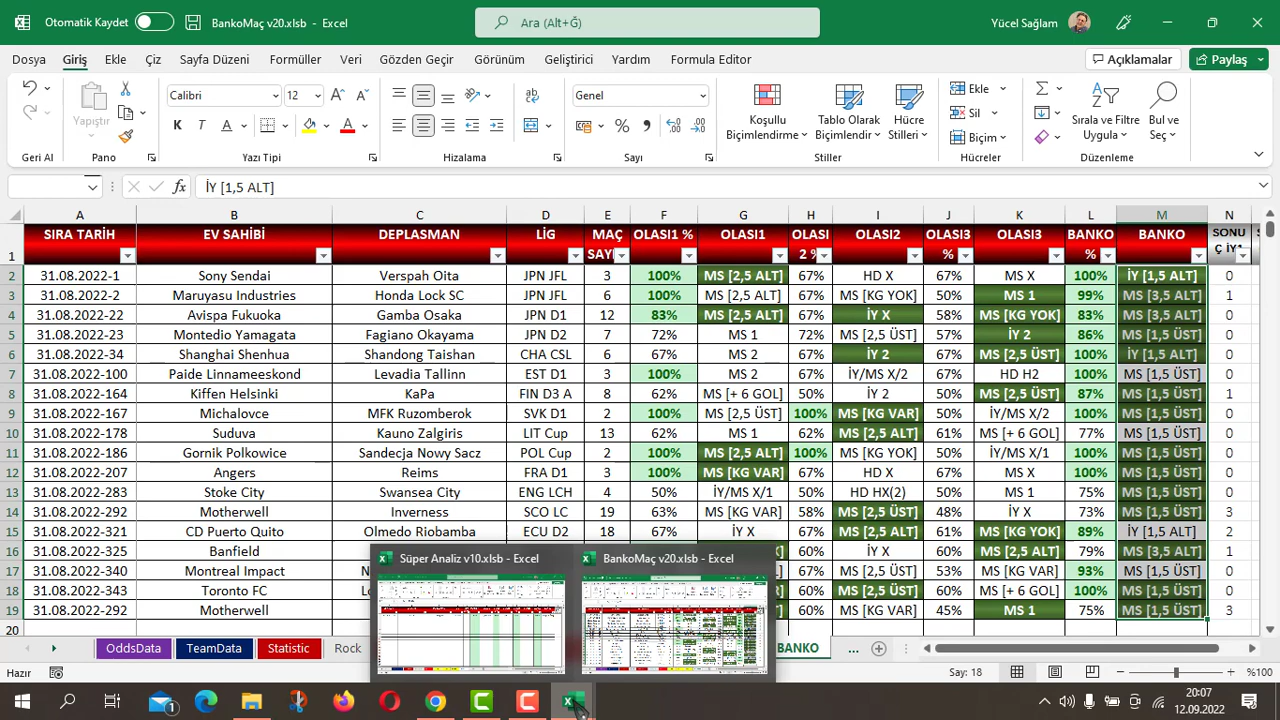 Otomatik Kaydet
BankoMaç v20.xlsb - Excel
Ara (Alt+Ğ)
Yücel Sağlam
Dosya Giriş Ekle Çiz Sayfa Düzeni Formüller Veri Gözden Geçir Görünüm Geliştirici Yardım Formula Editor Açıklamalar Paylaş
Yapıştır
Calibri 12
K T A A
Genel
Koşullu Biçimlendirme
Tablo Olarak Biçimlendir
Hücre Stilleri
Ekle
Sil
Biçim
Sırala ve Filtre Uygula
Bul ve Seç
Geri Al Pano Yazı Tipi Hizalama Sayı Stiller Hücreler Düzenleme
fx İY [1,5 ALT]
A B C D E F G H I J K L M N
1 SIRA TARİH EV SAHİBİ DEPLASMAN LİG MAÇ SAYI OLASI1 % OLASI1 OLASI 2 % OLASI2 OLASI3 % OLASI3 BANKO % BANKO SONU Ç İY
2 31.08.2022-1 Sony Sendai Verspah Oita JPN JFL 3 100% MS [2,5 ALT] 67% HD X 67% MS X 100% İY [1,5 ALT] 0
3 31.08.2022-2 Maruyasu Industries Honda Lock SC JPN JFL 6 100% MS [2,5 ALT] 67% MS [KG YOK] 50% MS 1 99% MS [3,5 ALT] 1
4 31.08.2022-22 Avispa Fukuoka Gamba Osaka JPN D1 12 83% MS [2,5 ALT] 67% İY X 58% MS [KG YOK] 83% MS [3,5 ALT] 0
5 31.08.2022-23 Montedio Yamagata Fagiano Okayama JPN D2 7 72% MS 1 72% MS [2,5 ÜST] 57% İY 2 86% MS [1,5 ÜST] 0
6 31.08.2022-34 Shanghai Shenhua Shandong Taishan CHA CSL 6 67% MS 2 67% İY 2 67% MS [2,5 ÜST] 100% İY [1,5 ALT] 0
7 31.08.2022-100 Paide Linnameeskond Levadia Tallinn EST D1 3 100% MS 2 67% İY/MS X/2 67% HD H2 100% MS [1,5 ÜST] 0
8 31.08.2022-164 Kiffen Helsinki KaPa FIN D3 A 8 62% MS [+ 6 GOL] 50% İY 2 50% MS [2,5 ÜST] 87% MS [1,5 ÜST] 1
9 31.08.2022-167 Michalovce MFK Ruzomberok SVK D1 2 100% MS [2,5 ÜST] 100% MS [KG VAR] 50% İY/MS X/2 100% MS [1,5 ÜST] 0
10 31.08.2022-178 Suduva Kauno Zalgiris LIT Cup 13 62% MS 1 62% MS [2,5 ALT] 61% MS [+ 6 GOL] 77% MS [1,5 ÜST] 0
11 31.08.2022-186 Gornik Polkowice Sandecja Nowy Sacz POL Cup 2 100% MS [2,5 ALT] 100% MS [KG YOK] 50% İY/MS X/1 100% MS [1,5 ÜST] 0
12 31.08.2022-207 Angers Reims FRA D1 3 100% MS [KG VAR] 67% HD X 67% MS X 100% MS [1,5 ÜST] 0
13 31.08.2022-283 Stoke City Swansea City ENG LCH 4 50% İY/MS X/1 50% HD HX(2) 50% MS 1 75% MS [1,5 ÜST] 0
14 31.08.2022-292 Motherwell Inverness SCO LC 19 63% MS [KG VAR] 58% MS [2,5 ÜST] 48% İY X 73% MS [1,5 ÜST] 3
15 31.08.2022-321 CD Puerto Quito Olmedo Riobamba ECU D2 18 67% İY X 67% MS [2,5 ALT] 61% MS [KG YOK] 89% İY [1,5 ALT] 2
16 31.08.2022-325 Banfield 60% İY X 60% MS [2,5 ALT] 79% MS [3,5 ALT] 1
17 31.08.2022-340 Montreal Impact 60% MS [2,5 ÜST] 53% MS [KG VAR] 93% MS [1,5 ÜST] 0
18 31.08.2022-343 Toronto FC 60% MS [2,5 ÜST] 60% MS [+ 6 GOL] 100% MS [1,5 ÜST] 0
19 31.08.2022-292 Motherwell 60% MS [KG VAR] 45% MS 1 75% MS [1,5 ÜST] 3
20
Süper Analiz v10.xlsb - Excel
BankoMaç v20.xlsb - Excel
OddsData TeamData Statistic Rock BANKO ...
Hazır
Say: 18
%100
1
20:07
12.09.2022